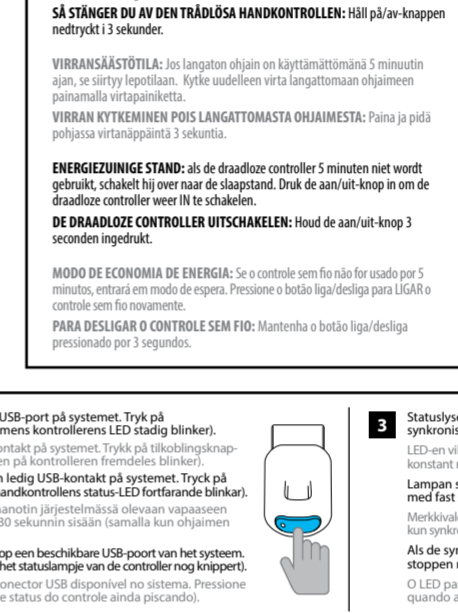 SÅ STÄNGER DU AV DEN TRÅDLÖSA HANDKONTROLLEN: Håll på/av-knappen
nedtryckt i 3 sekunder.
VIRRANSÄÄSTÖTILA: Jos langaton ohjain on käyttämättömänä 5 minuutin
ajan, se siirtyy lepotilaan. Kytke uudelleen virta langattomaan ohjaimeen
painamalla virtapainiketta.
VIRRAN KYTKEMINEN POIS LANGATTOMASTA OHJAIMESTA: Paina ja pidä
pohjassa virtanäppäintä 3 sekuntia.
ENERGIEZUINIGE STAND: als de draadloze controller 5 minuten niet wordt
gebruikt, schakelt hij over naar de slaapstand. Druk de aan/uit-knop in om de
draadloze controller weer IN te schakelen.
DE DRAADLOZE CONTROLLER UITSCHAKELEN: Houd de aan/uit-knop 3
seconden ingedrukt.
MODO DE ECONOMIA DE ENERGIA: Se o controle sem fio não for usado por 5
minutos, entrará em modo de espera. Pressione o botão liga/desliga para LIGAR o
controle sem fio novamente.
PARA DESLIGAR O CONTROLE SEM FIO: Mantenha o botão liga/desliga
pressionado por 3 segundos.
USB-port på systemet. Tryk på
mens kontrollerens LED stadig blinker).
ontakt på systemet. Trykk på tilkoblingsknap-
en på kontrolleren fremdeles blinker).
n ledig USB-kontakt på systemet. Tryck på
andkontrollens status-LED fortfarande blinkar).
nanotin järjestelmässä olevaan vapaaseen
30 sekunnin sisään (samalla kun ohjaimen
op een beschikbare USB-poort van het systeem.
het statuslampje van de controller nog knippert).
onector USB disponível no sistema. Pressione
e status do controle ainda piscando).
3
Statuslyse
synkronis
LED-en vil
konstant n
Lampan s
med fast
Merkkivalo
kun synkro
Als de syn
stoppen m
O LED pa
quando a